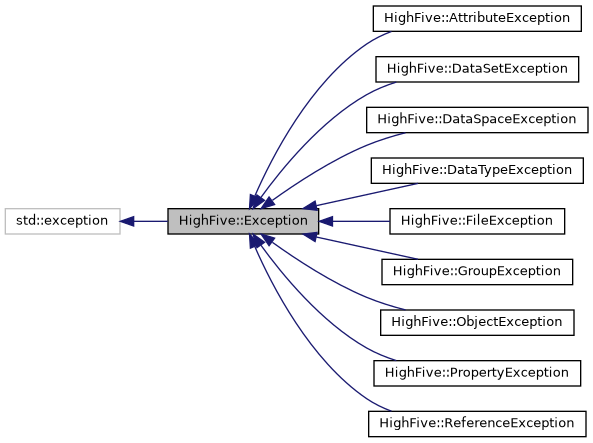 HighFive::AttributeException
HighFive::DataSetException
HighFive::DataSpaceException
HighFive::DataTypeException
std::exception
HighFive::Exception
HighFive::FileException
HighFive::GroupException
HighFive::ObjectException
HighFive::PropertyException
HighFive::ReferenceException